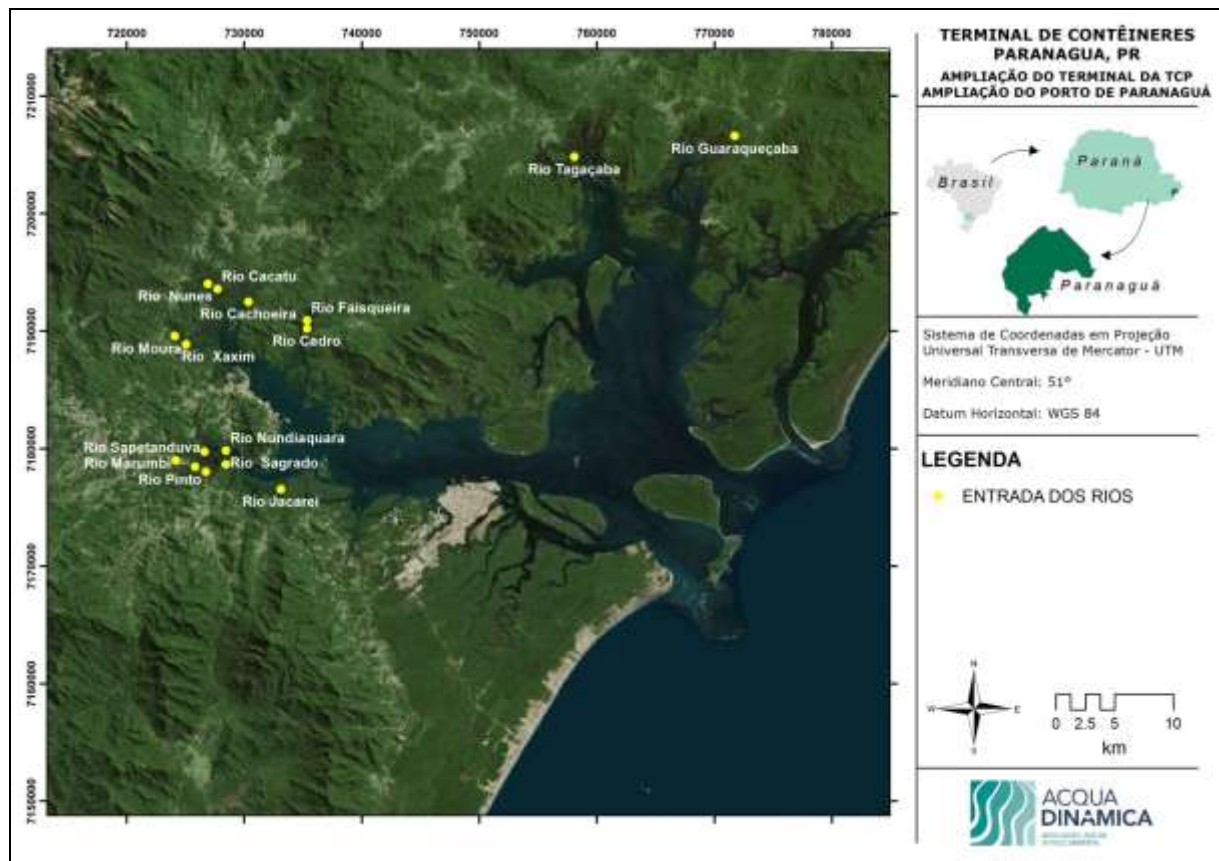 720000 730000 740000 750000 760000 770000 780000
7210000
7200000
7190000
7180000
7170000
7160000
7150000
Rio Guaraqueçaba
Rio Tagaçaba
Rio Cacatu
Rio Nunes
Rio Cachoeira
Rio Faisqueira
Rio Cedro
Rio Moura
Rio Xaxim
Rio Nundiaquara
Rio Sapetanduva
Rio Marumbi
Rio Sagrado
Rio Pinto
Rio Jacarei
TERMINAL DE CONTÊINERES
PARANAGUA, PR
AMPLIAÇÃO DO TERMINAL DA TCP
AMPLIAÇÃO DO PORTO DE PARANAGUÁ
Brasil
Paraná
Paranaguá
Sistema de Coordenadas em Projeção
Universal Transversa de Mercator - UTM
Meridiano Central: 51º
Datum Horizontal: WGS 84
LEGENDA
ENTRADA DOS RIOS
N
W E
S
0 2.5 5 10
km
ACQUA
DINÂMICA